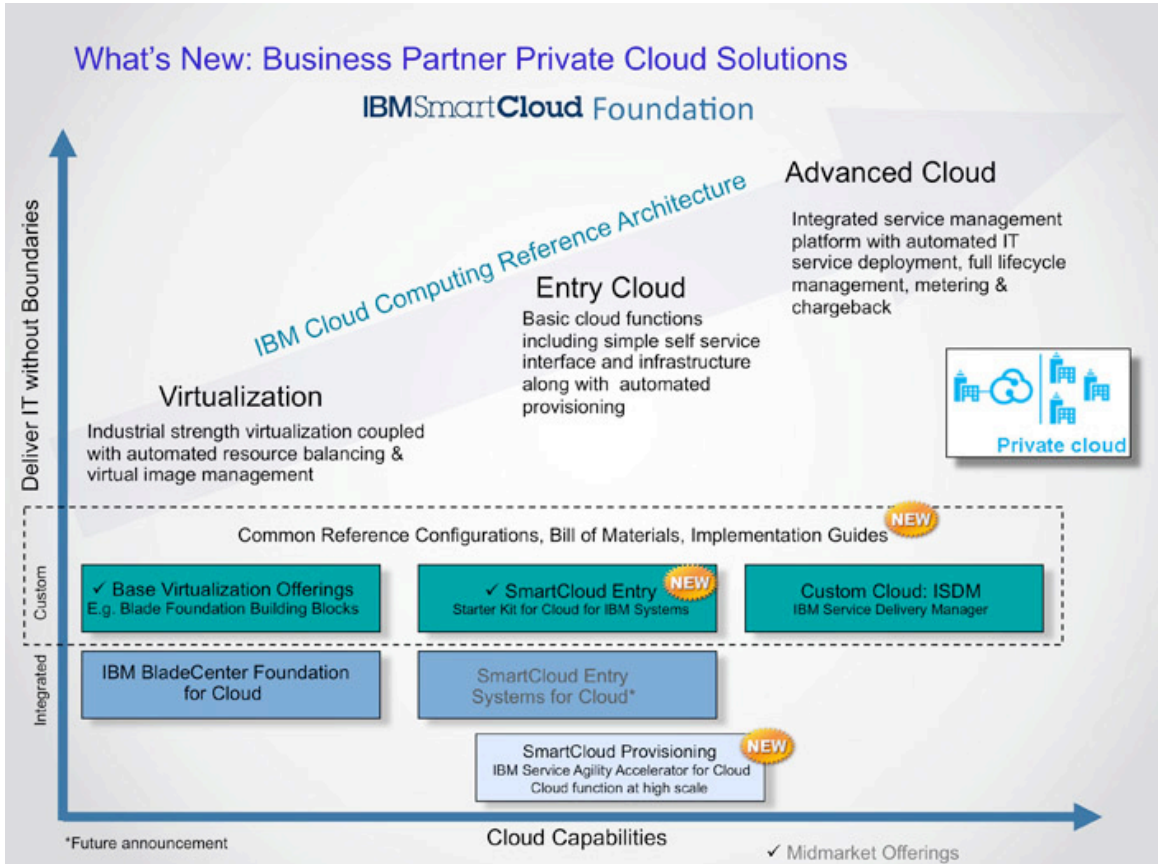 What's New: Business Partner Private Cloud Solutions
IBMSmartCloud Foundation
Deliver IT without Boundaries
IBM Cloud Computing Reference Architecture
Advanced Cloud
Integrated service management
platform with automated IT
service deployment, full lifecycle
management, metering &
chargeback
Entry Cloud
Basic cloud functions
including simple self service
interface and infrastructure
along with automated
provisioning
Virtualization
Industrial strength virtualization coupled
with automated resource balancing &
virtual image management
Private cloud
Common Reference Configurations, Bill of Materials, Implementation Guides
NEW
Custom
✓ Base Virtualization Offerings
E.g. Blade Foundation Building Blocks
✓ SmartCloud Entry
Starter Kit for Cloud for IBM Systems
NEW
Custom Cloud: ISDM
IBM Service Delivery Manager
Integrated
IBM BladeCenter Foundation
for Cloud
SmartCloud Entry
Systems for Cloud*
SmartCloud Provisioning
IBM Service Agility Accelerator for Cloud
Cloud function at high scale
NEW
*Future announcement
Cloud Capabilities
✓ Midmarket Offerings